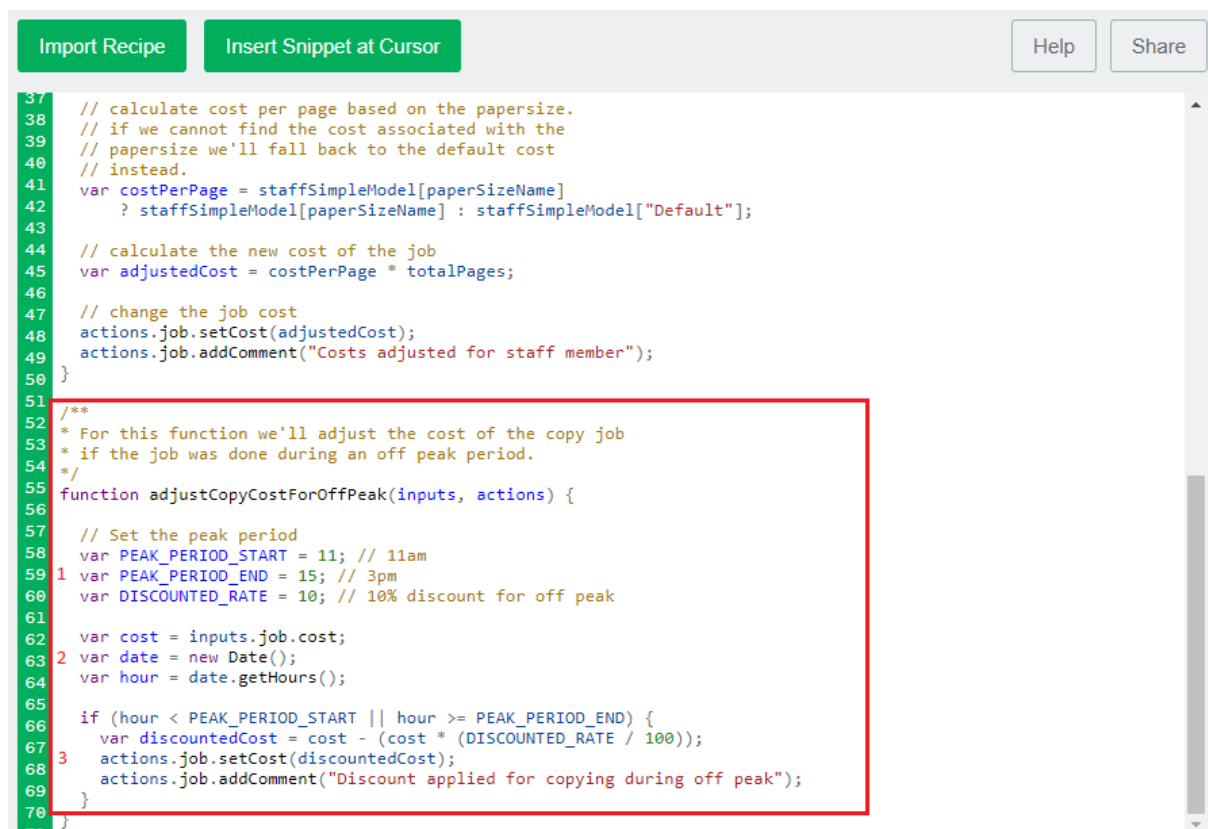 Import Recipe Insert Snippet at Cursor Help Share
37
38 // calculate cost per page based on the papersize.
39 // if we cannot find the cost associated with the
40 // papersize we'll fall back to the default cost
41 // instead.
42 var costPerPage = staffSimpleModel[paperSizeName]
43 ? staffSimpleModel[paperSizeName] : staffSimpleModel["Default"];
44 // calculate the new cost of the job
45 var adjustedCost = costPerPage * totalPages;
46
47 // change the job cost
48 actions.job.setCost(adjustedCost);
49 actions.job.addComment("Costs adjusted for staff member");
50 }
51
52 /**
53 * For this function we'll adjust the cost of the copy job
54 * if the job was done during an off peak period.
*/
55 function adjustCopyCostForOffPeak(inputs, actions) {
56
57 // Set the peak period
58 var PEAK_PERIOD_START = 11; // 11am
59 1 var PEAK_PERIOD_END = 15; // 3pm
60 var DISCOUNTED_RATE = 10; // 10% discount for off peak
61
62 var cost = inputs.job.cost;
63 2 var date = new Date();
64 var hour = date.getHours();
65
66 if (hour < PEAK_PERIOD_START || hour >= PEAK_PERIOD_END) {
67 var discountedCost = cost - (cost * (DISCOUNTED_RATE / 100));
68 3 actions.job.setCost(discountedCost);
69 actions.job.addComment("Discount applied for copying during off peak");
}
70 }